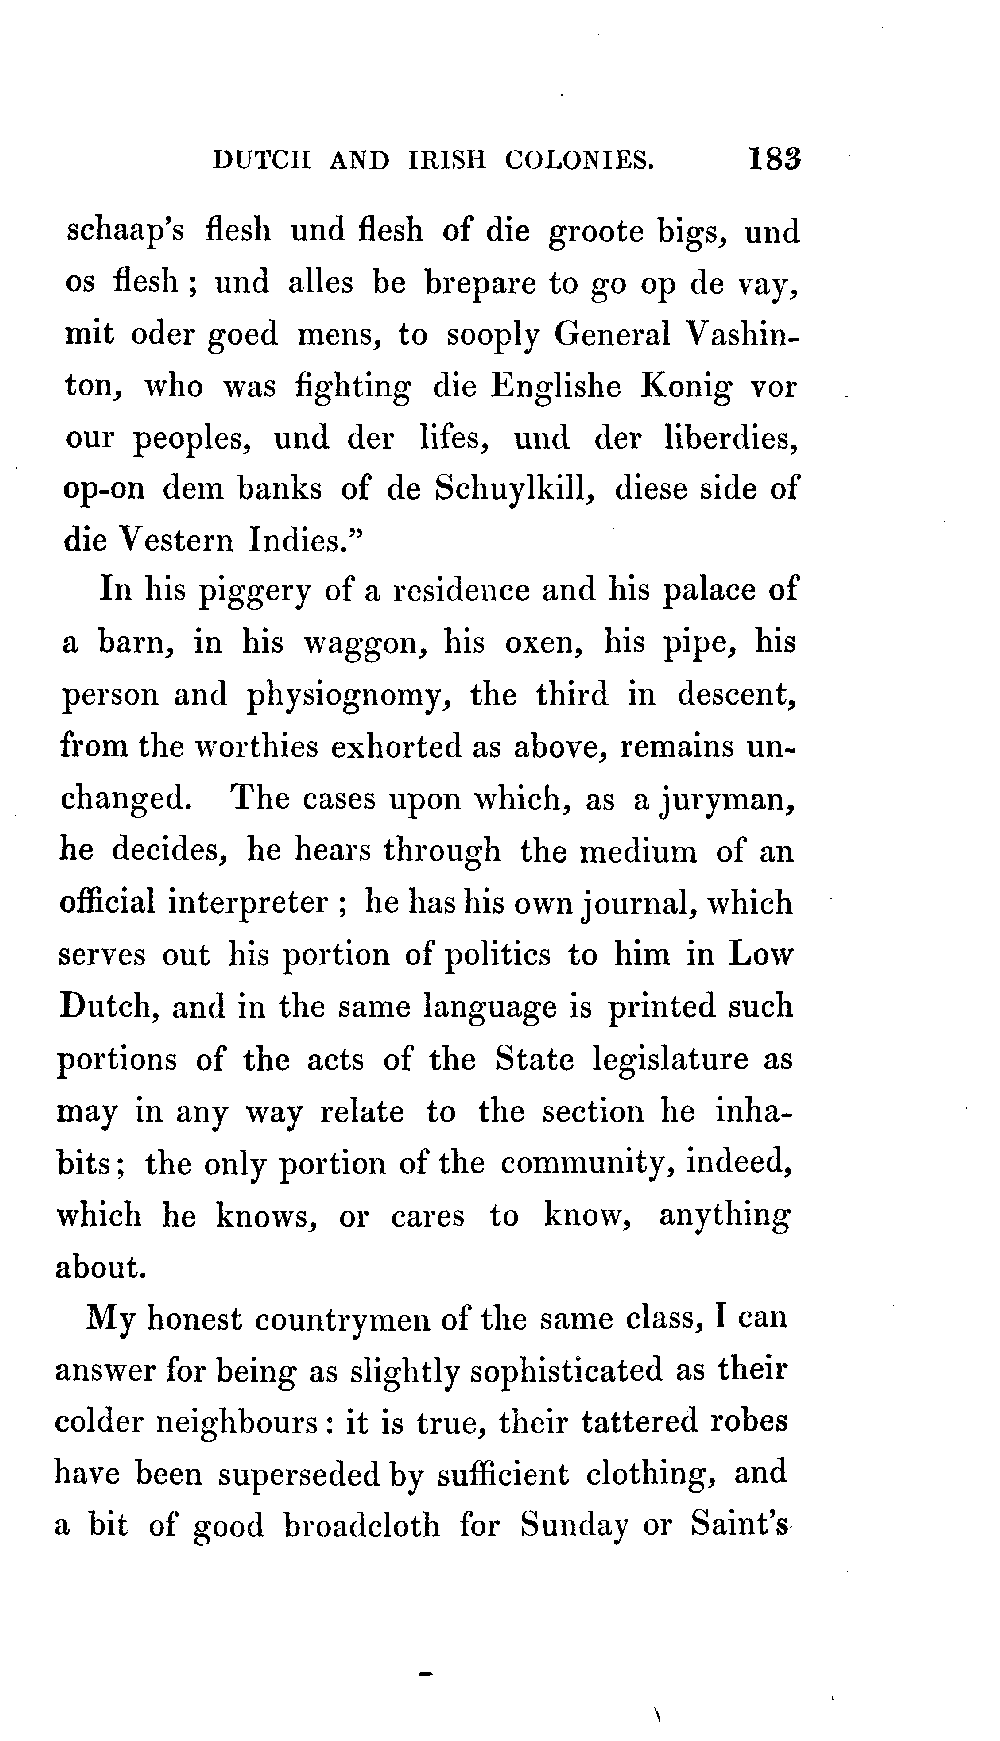 DUTCH AND IRISH COLONIES. 183
schaap's flesh und flesh of die groote bigs, und
os flesh ; und alles be brepare to go op de vay,
mit oder goed mens, to sooply General Vashin-
ton, who was fighting die Englishe Konig vor
our peoples, und der lifes, und der liberdies,
op-on dem banks of de Schuylkill, diese side of
die Vestern Indies.”
In his piggery of a residence and his palace of
a barn, in his waggon, his oxen, his pipe, his
person and physiognomy, the third in descent,
from the worthies exhorted as above, remains un-
changed. The cases upon which, as a juryman,
he decides, he hears through the medium of an
official interpreter ; he has his own journal, which
serves out his portion of politics to him in Low
Dutch, and in the same language is printed such
portions of the acts of the State legislature as
may in any way relate to the section he inha-
bits ; the only portion of the community, indeed,
which he knows, or cares to know, anything
about.
My honest countrymen of the same class, I can
answer for being as slightly sophisticated as their
colder neighbours : it is true, their tattered robes
have been superseded by sufficient clothing, and
a bit of good broadcloth for Sunday or Saint's